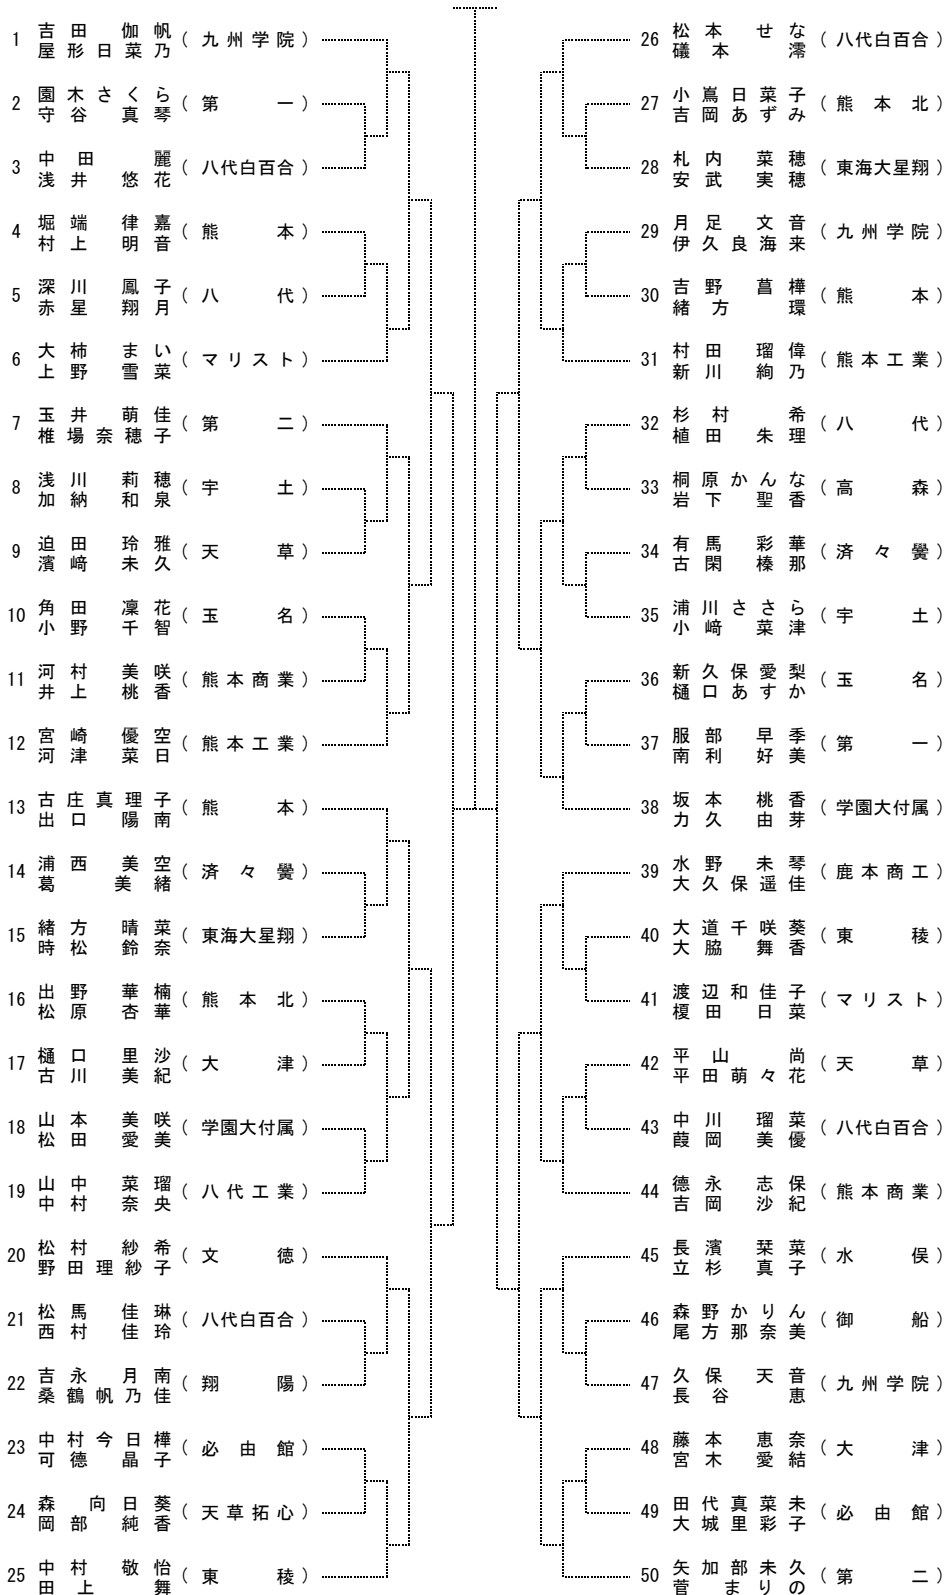 1 吉田伽帆 屋形日菜乃 (九州学院)
2 園木さくら 守谷真琴 (第一)
3 中田麗 浅井悠花 (八代白百合)
4 堀端律嘉 村上明音 (熊本)
5 深川鳳子 赤星翔月 (八代)
6 大柿まい 上野雪菜 (マリスト)
7 玉井萌佳 椎場奈穂子 (第二)
8 浅川莉穂 加納和泉 (宇土)
9 迫田玲雅 濱﨑未久 (天草)
10 角田凜花 小野千智 (玉名)
11 河村美咲 井上桃香 (熊本商業)
12 宮崎優空 河津菜日 (熊本工業)
13 古庄真理子 出口陽南 (熊本)
14 浦西美空 葛美緒 (済々黌)
15 緒方晴菜 時松鈴奈 (東海大星翔)
16 出野華楠 松原杏華 (熊本北)
17 樋口里沙 古川美紀 (大津)
18 山本美咲 松田愛美 (学園大付属)
19 山中菜瑠 中村奈央 (八代工業)
20 松村紗希 野田理紗子 (文徳)
21 松馬佳琳 西村佳玲 (八代白百合)
22 吉永月南 桑鶴帆乃佳 (翔陽)
23 中村今日樺 可德晶子 (必由館)
24 森向日葵 岡部純香 (天草拓心)
25 中村敬怡 田上舞 (東稜)
26 松本せな 礒本澪 (八代白百合)
27 小嶌日菜子 吉岡あずみ (熊本北)
28 札内菜穂 安武実穂 (東海大星翔)
29 月足文音 伊久良海来 (九州学院)
30 吉野菖樺 緒方環 (熊本)
31 村田瑠偉 新川絢乃 (熊本工業)
32 杉村希 植田朱理 (八代)
33 桐原かんな 岩下聖香 (高森)
34 有馬彩華 古閑榛那 (済々黌)
35 浦川ささら 小﨑菜津 (宇土)
36 新久保愛梨 樋口あすか (玉名)
37 服部早季 南利好美 (第一)
38 坂本桃香 力久由芽 (学園大付属)
39 水野未琴 大久保遥佳 (鹿本商工)
40 大道千咲葵 大脇舞香 (東稜)
41 渡辺和佳子 榎田日菜 (マリスト)
42 平山尚 平田萌々花 (天草)
43 中川瑠菜 葭岡美優 (八代白百合)
44 德永志保 吉岡沙紀 (熊本商業)
45 長濱栞菜 立杉真子 (水俣)
46 森野かりん 尾方那奈美 (御船)
47 久保天音 長谷恵 (九州学院)
48 藤本恵奈 宮木愛結 (大津)
49 田代真菜未 大城里彩子 (必由館)
50 矢加部未久 菅まりの (第二)